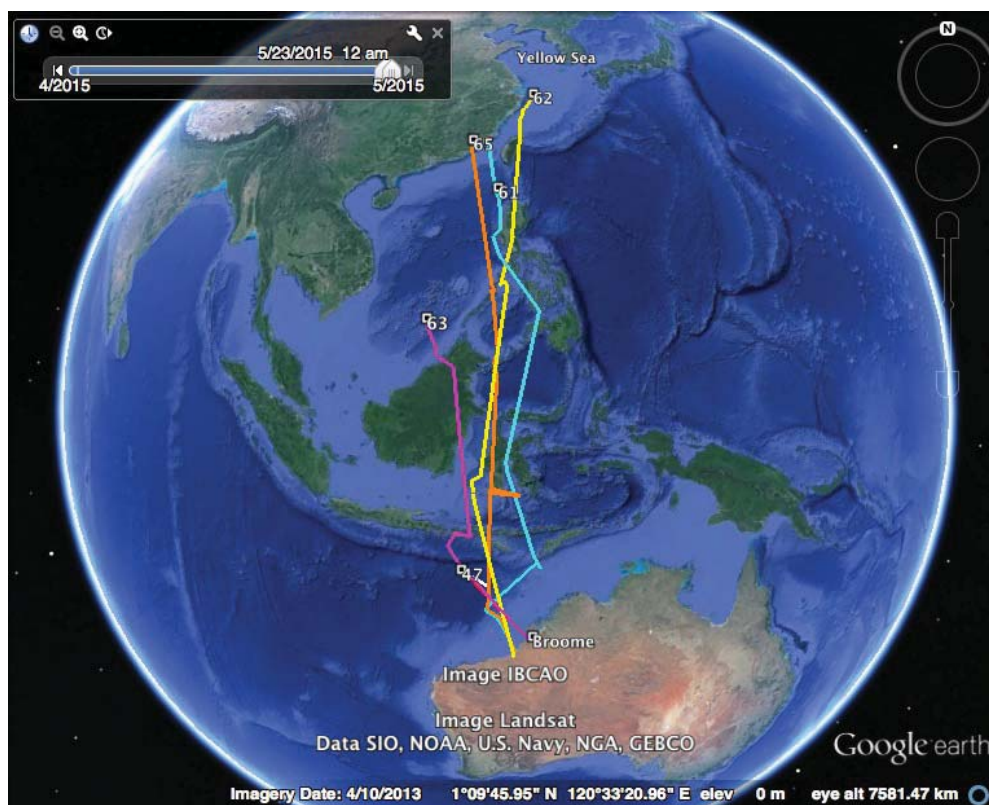 5/23/2015 12 am
4/2015
5/2015
N
Yellow Sea
62
65
61
63
47
Broome
Image IBCAO
Image Landsat
Data SIO, NOAA, U.S. Navy, NGA, GEBCO
Google earth
Imagery Date: 4/10/2013 1°09'45.95" N 120°33'20.96" E elev 0 m eye alt 7581.47 km